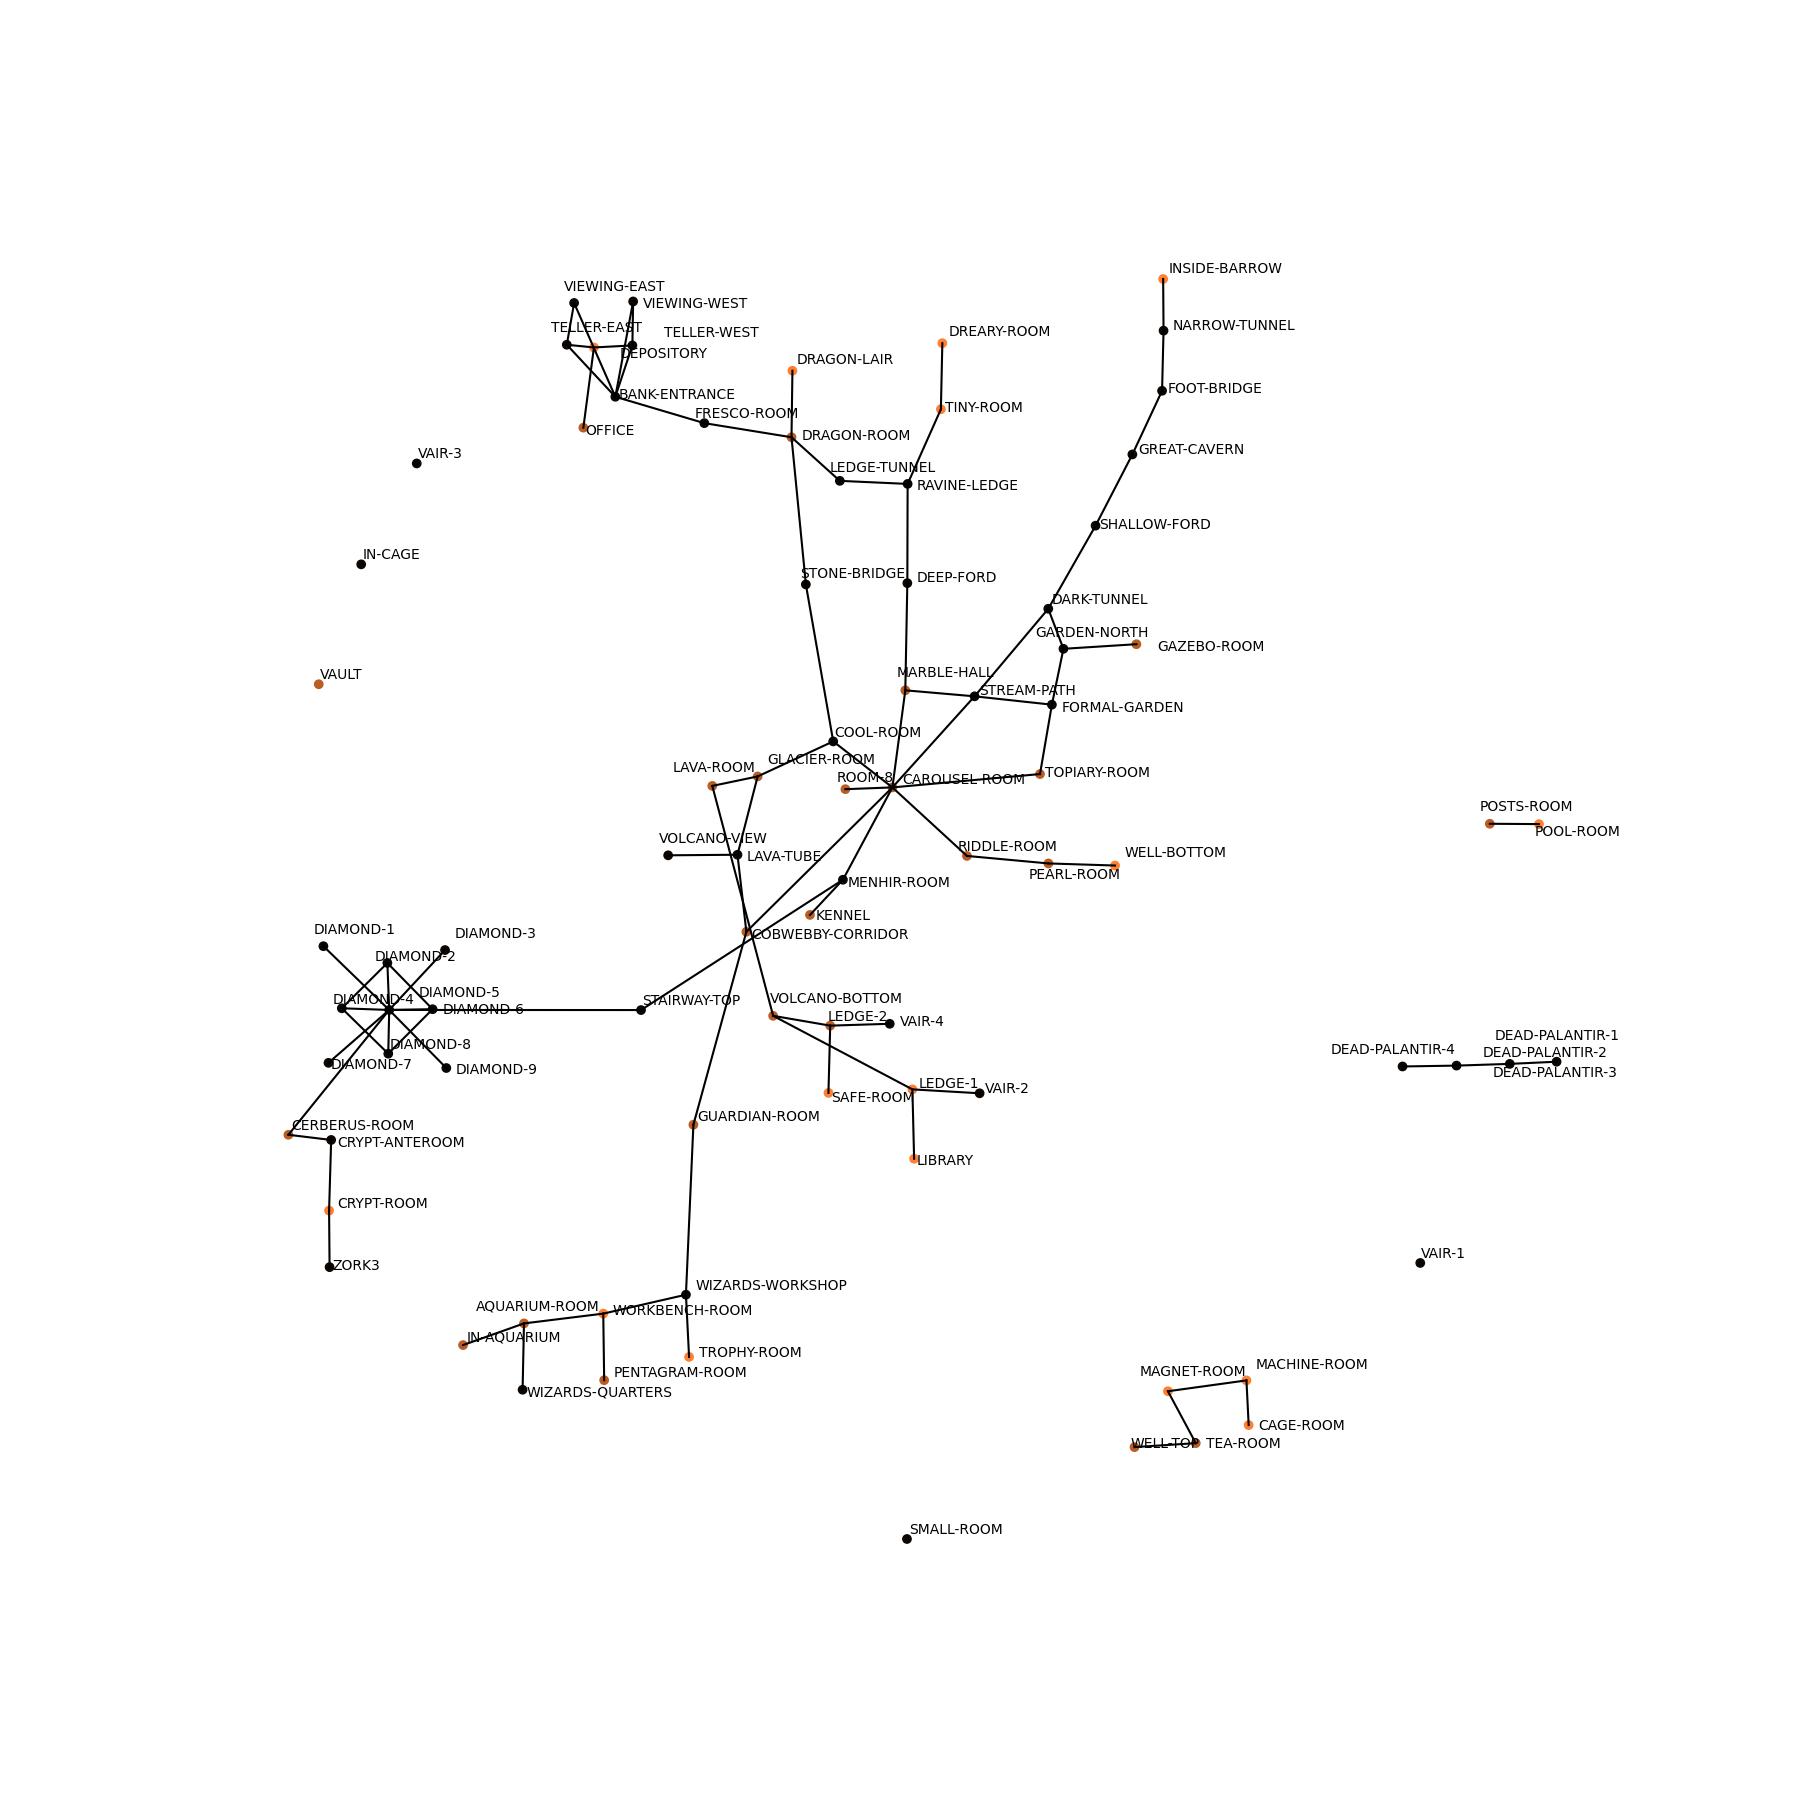 INSIDE-BARROW
VIEWING-EAST
VIEWING-WEST
NARROW-TUNNEL
TELLER-EAST
TELLER-WEST
DREARY-ROOM
DEPOSITORY
DRAGON-LAIR
FOOT-BRIDGE
BANK-ENTRANCE
TINY-ROOM
FRESCO-ROOM
OFFICE
DRAGON-ROOM
GREAT-CAVERN
VAIR-3
LEDGE-TUNNEL
RAVINE-LEDGE
SHALLOW-FORD
IN-CAGE
STONE-BRIDGE
DEEP-FORD
DARK-TUNNEL
GARDEN-NORTH
GAZEBO-ROOM
VAULT
MARBLE-HALL
STREAM-PATH
FORMAL-GARDEN
COOL-ROOM
GLACIER-ROOM
LAVA-ROOM
ROOM-8
CAROUSEL-ROOM
TOPIARY-ROOM
POSTS-ROOM
POOL-ROOM
VOLCANO-VIEW
LAVA-TUBE
RIDDLE-ROOM
WELL-BOTTOM
PEARL-ROOM
MENHIR-ROOM
KENNEL
DIAMOND-1
DIAMOND-3
COBWEBBY-CORRIDOR
DIAMOND-2
DIAMOND-5
DIAMOND-4
DIAMOND-6
STAIRWAY-TOP
VOLCANO-BOTTOM
LEDGE-2
VAIR-4
DEAD-PALANTIR-1
DIAMOND-8
DEAD-PALANTIR-4
DEAD-PALANTIR-2
DIAMOND-7
DIAMOND-9
DEAD-PALANTIR-3
LEDGE-1
VAIR-2
SAFE-ROOM
GUARDIAN-ROOM
CERBERUS-ROOM
CRYPT-ANTEROOM
LIBRARY
CRYPT-ROOM
VAIR-1
ZORK3
WIZARDS-WORKSHOP
AQUARIUM-ROOM
WORKBENCH-ROOM
IN-AQUARIUM
TROPHY-ROOM
MACHINE-ROOM
MAGNET-ROOM
PENTAGRAM-ROOM
WIZARDS-QUARTERS
CAGE-ROOM
WELL-TOP
TEA-ROOM
SMALL-ROOM